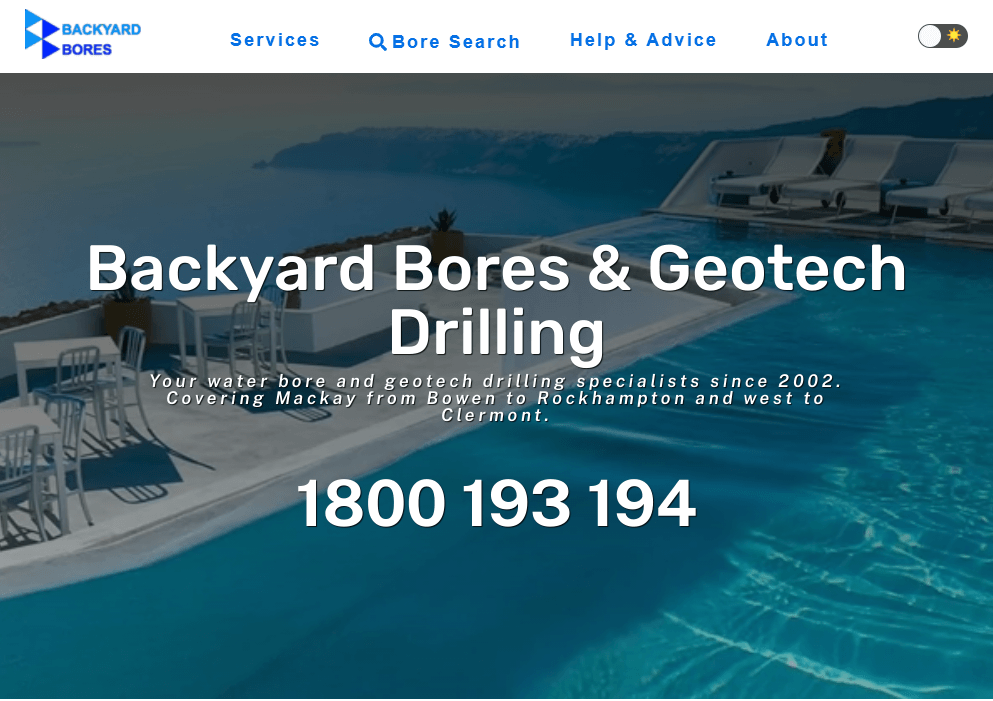 BACKYARD
BORES
Services
Bore Search
Help & Advice
About
Backyard Bores & Geotech
Drilling
Your water bore and geotech drilling specialists since 2002.
Covering Mackay from Bowen to Rockhampton and west to
Clermont.
1800 193 194